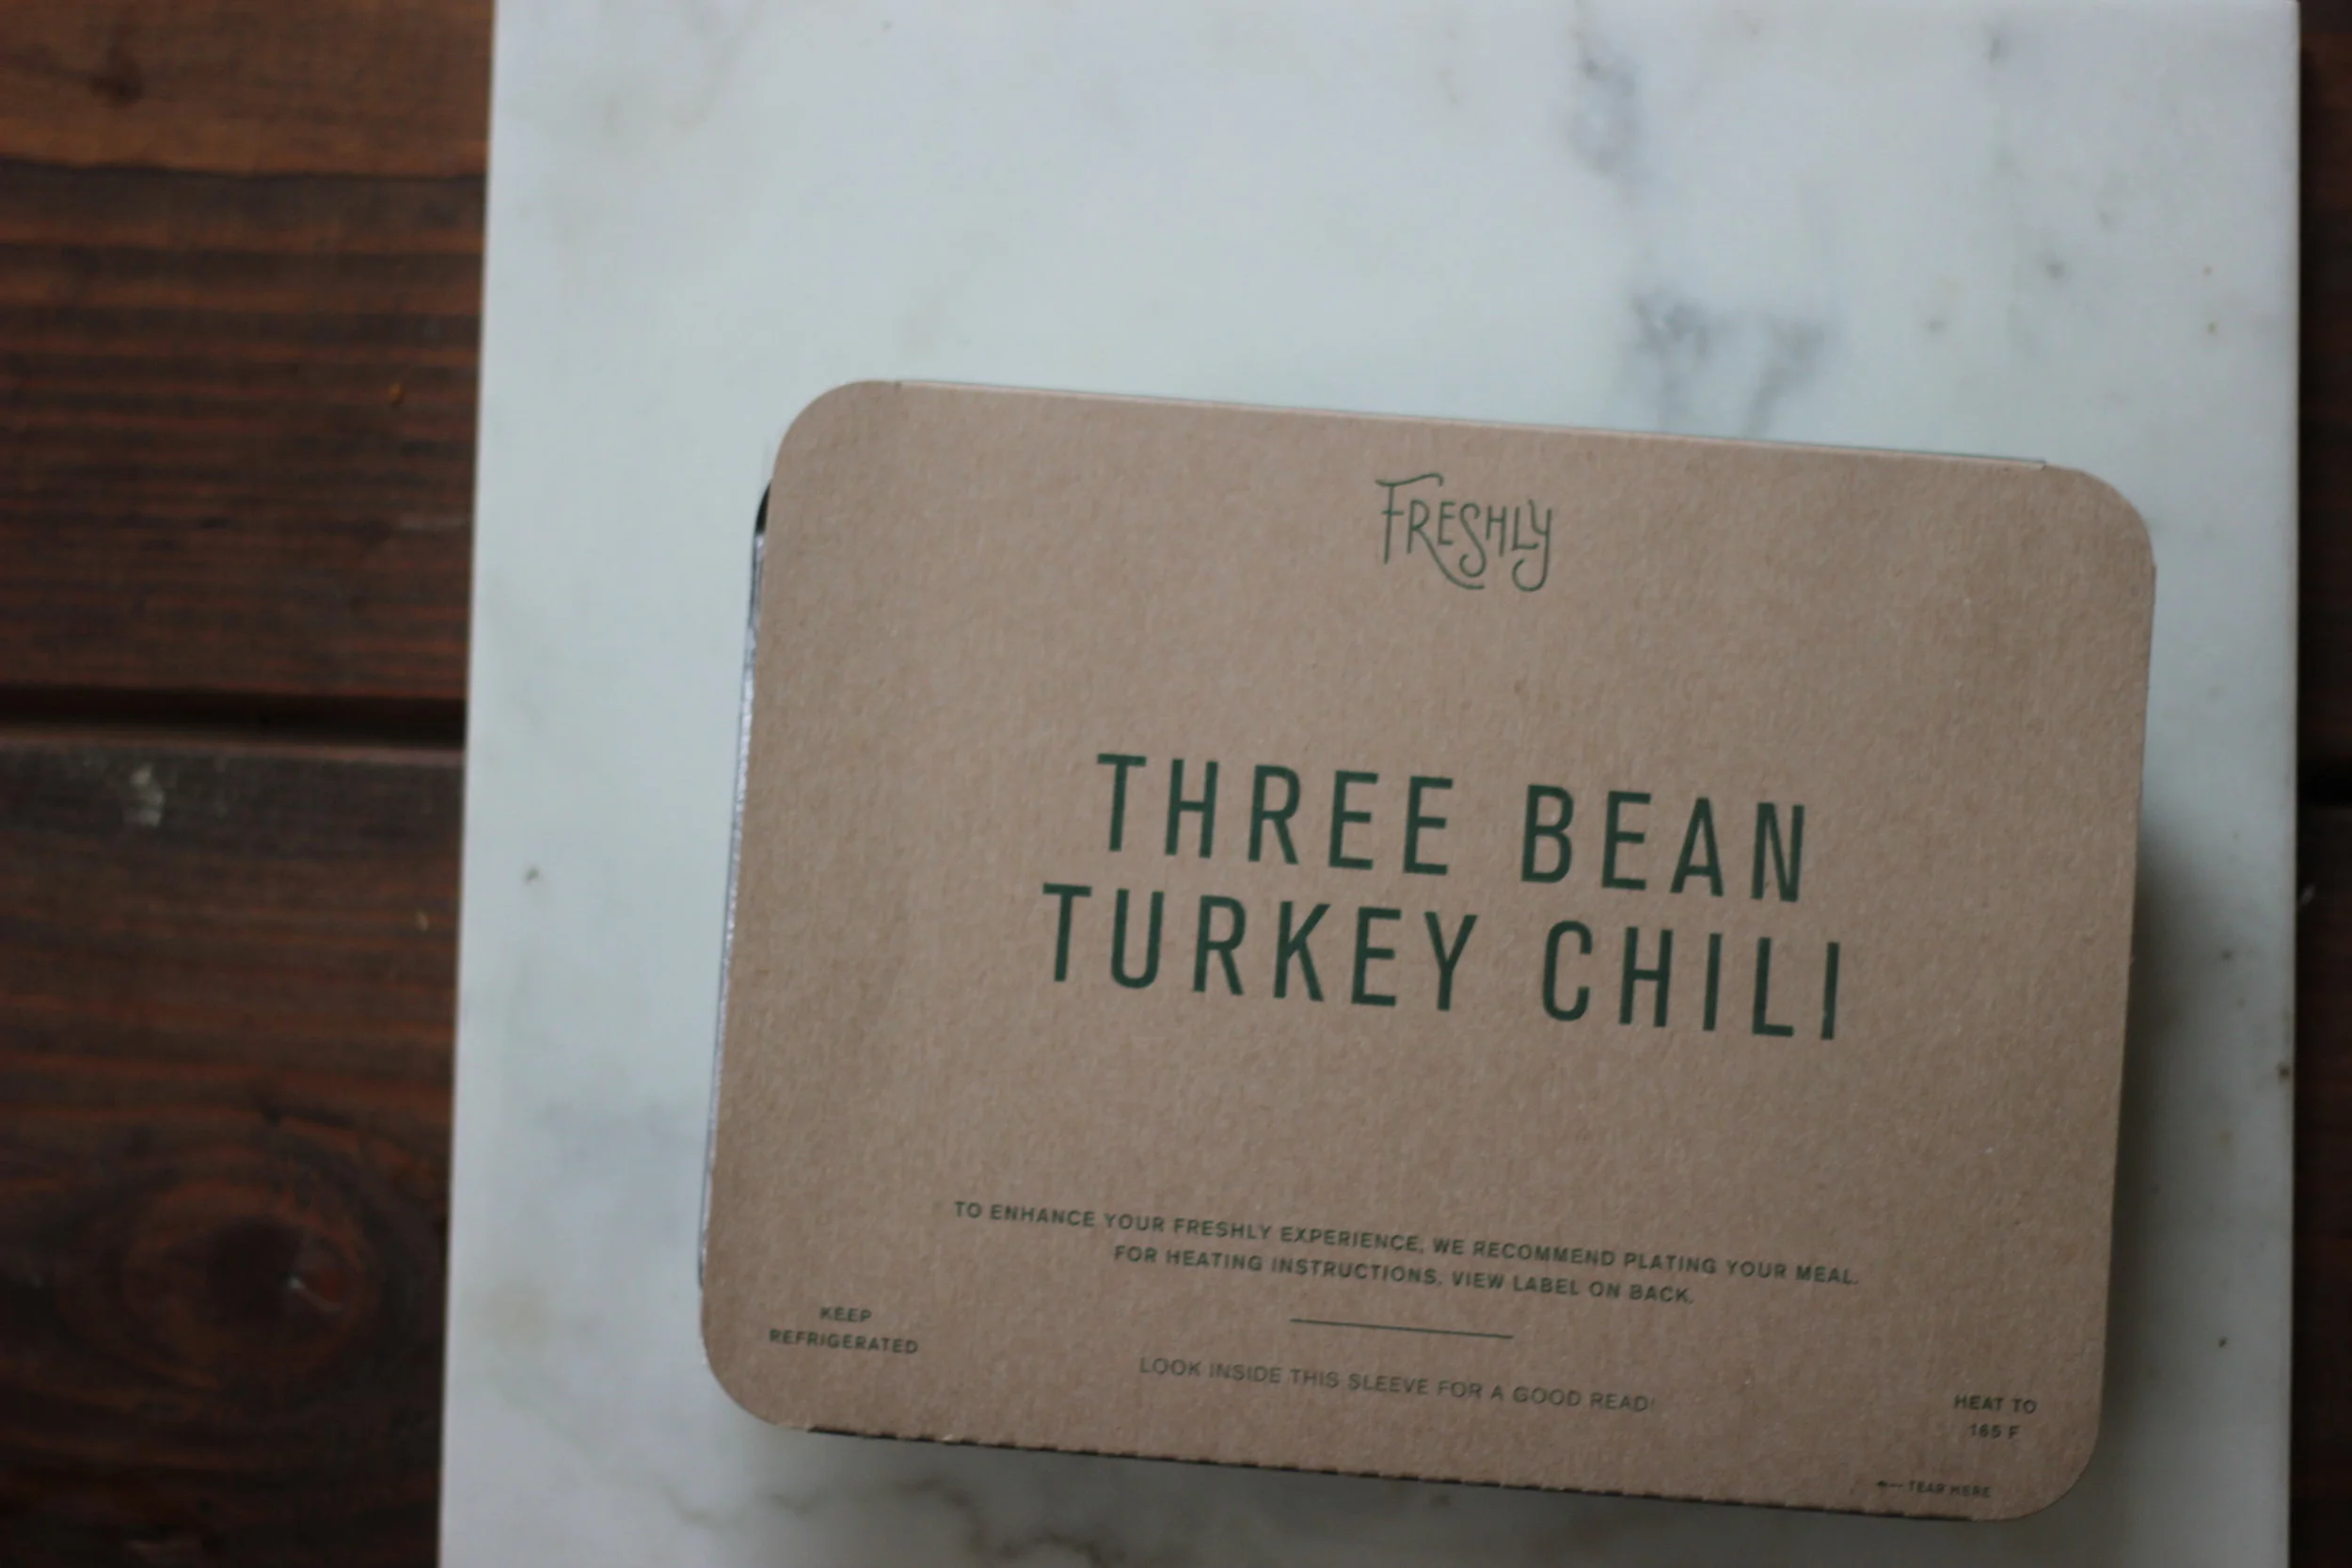 FRESHLY
THREE BEAN
TURKEY CHILI
TO ENHANCE YOUR FRESHLY EXPERIENCE, WE RECOMMEND PLATING YOUR MEAL.
FOR HEATING INSTRUCTIONS, VIEW LABEL ON BACK.
KEEP
REFRIGERATED
LOOK INSIDE THIS SLEEVE FOR A GOOD READ!
HEAT TO
165 F
TEAR HERE